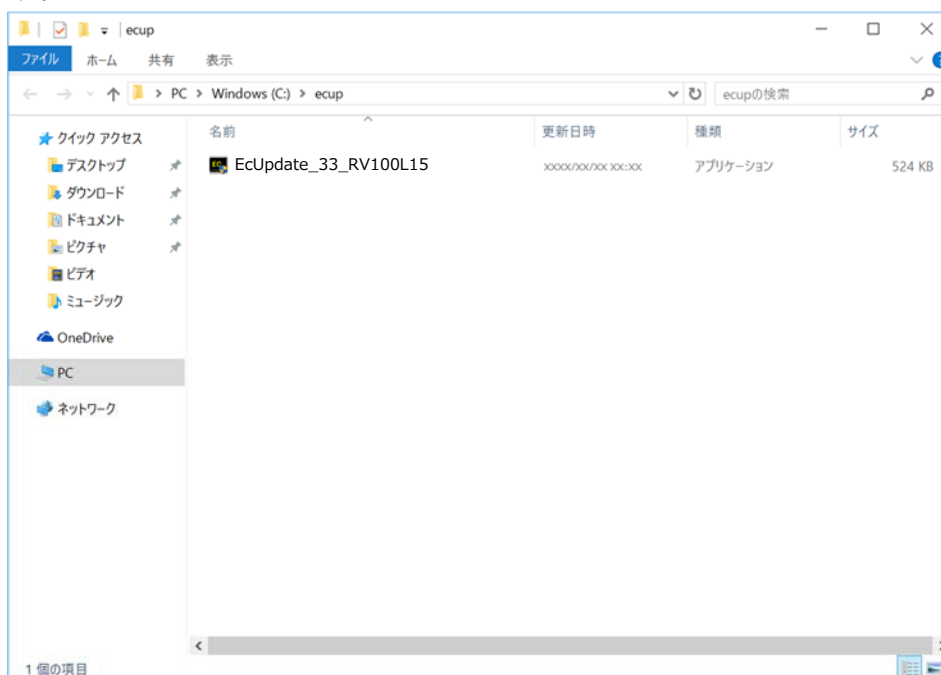 ecup
ファイル ホーム 共有 表示
PC > Windows (C:) > ecup
ecupの検索
名前 更新日時 種類 サイズ
EcUpdate_33_RV100L15 xxxx/xx/xx xx:xx アプリケーション 524 KB
クイック アクセス
デスクトップ
ダウンロード
ドキュメント
ピクチャ
ビデオ
ミュージック
OneDrive
PC
ネットワーク
1 個の項目